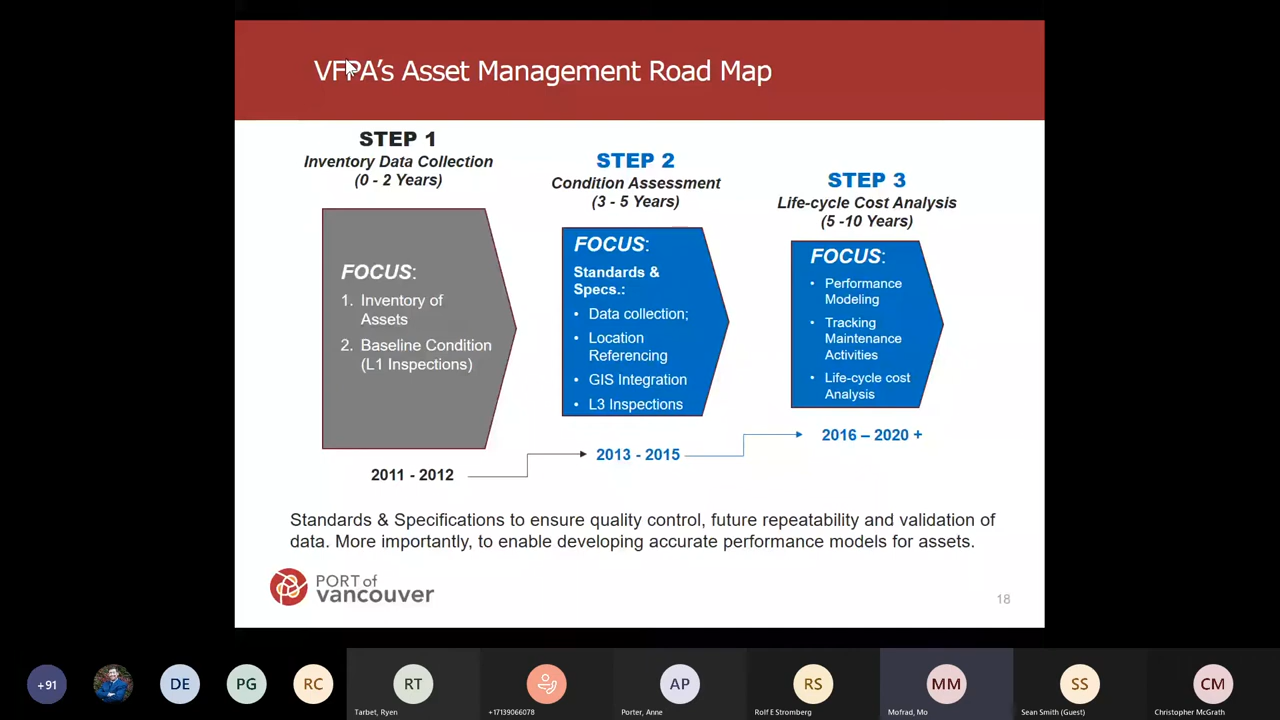 VFPA's Asset Management Road Map
STEP 1
Inventory Data Collection
(0 - 2 Years)
FOCUS:
1. Inventory of
Assets
2. Baseline Condition
(L1 Inspections)
2011 - 2012
STEP 2
Condition Assessment
(3 - 5 Years)
FOCUS:
Standards &
Specs.:
• Data collection;
• Location
Referencing
• GIS Integration
• L3 Inspections
2013 - 2015
STEP 3
Life-cycle Cost Analysis
(5 -10 Years)
FOCUS:
• Performance
Modeling
• Tracking
Maintenance
Activities
• Life-cycle cost
Analysis
2016 – 2020 +
Standards & Specifications to ensure quality control, future repeatability and validation of
data. More importantly, to enable developing accurate performance models for assets.
PORT of
vancouver
18
+91
DE
PG
RC
RT
Tarbet, Ryen
+17139066078
AP
Porter, Anne
RS
Rolf E Stromberg
MM
Mofrad, Mo
SS
Sean Smith (Guest)
CM
Christopher McGrath